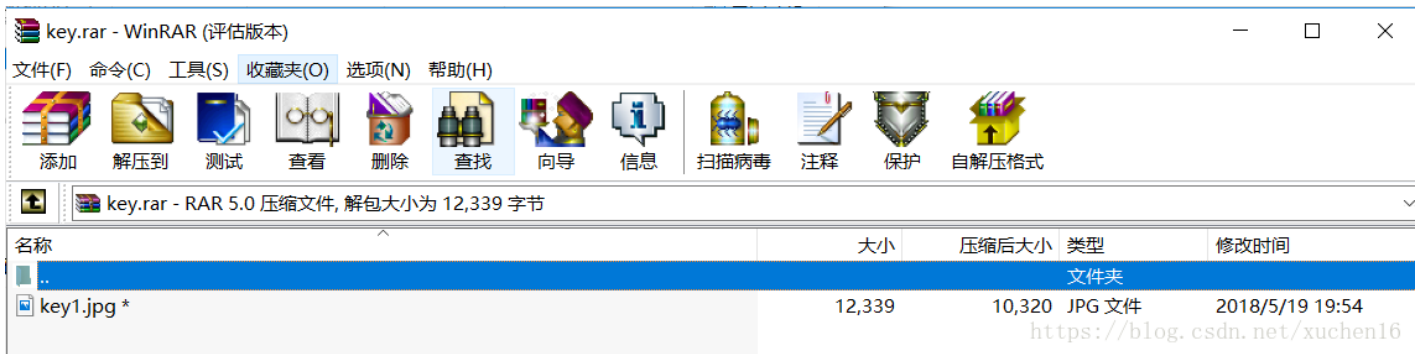 key.rar - WinRAR (评估版本)
文件(F) 命令(C) 工具(S) 收藏夹(O) 选项(N) 帮助(H)
添加 解压到 测试 查看 删除 查找 向导 信息 扫描病毒 注释 保护 自解压格式
key.rar - RAR 5.0 压缩文件, 解包大小为 12,339 字节
名称 大小 压缩后大小 类型 修改时间
.. 文件夹
key1.jpg * 12,339 10,320 JPG 文件 2018/5/19 19:54
https://blog.csdn.net/xuchen16